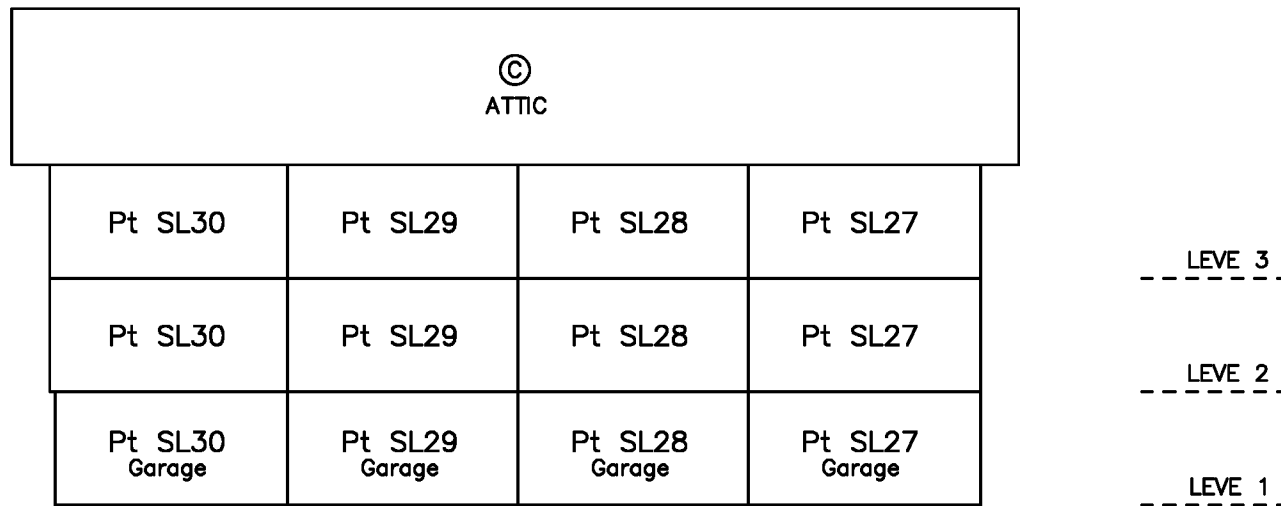 ©
ATTIC
Pt SL30 Pt SL29 Pt SL28 Pt SL27
LEVE 3
Pt SL30 Pt SL29 Pt SL28 Pt SL27
LEVE 2
Pt SL30 Pt SL29 Pt SL28 Pt SL27
Garage Garage Garage Garage
LEVE 1